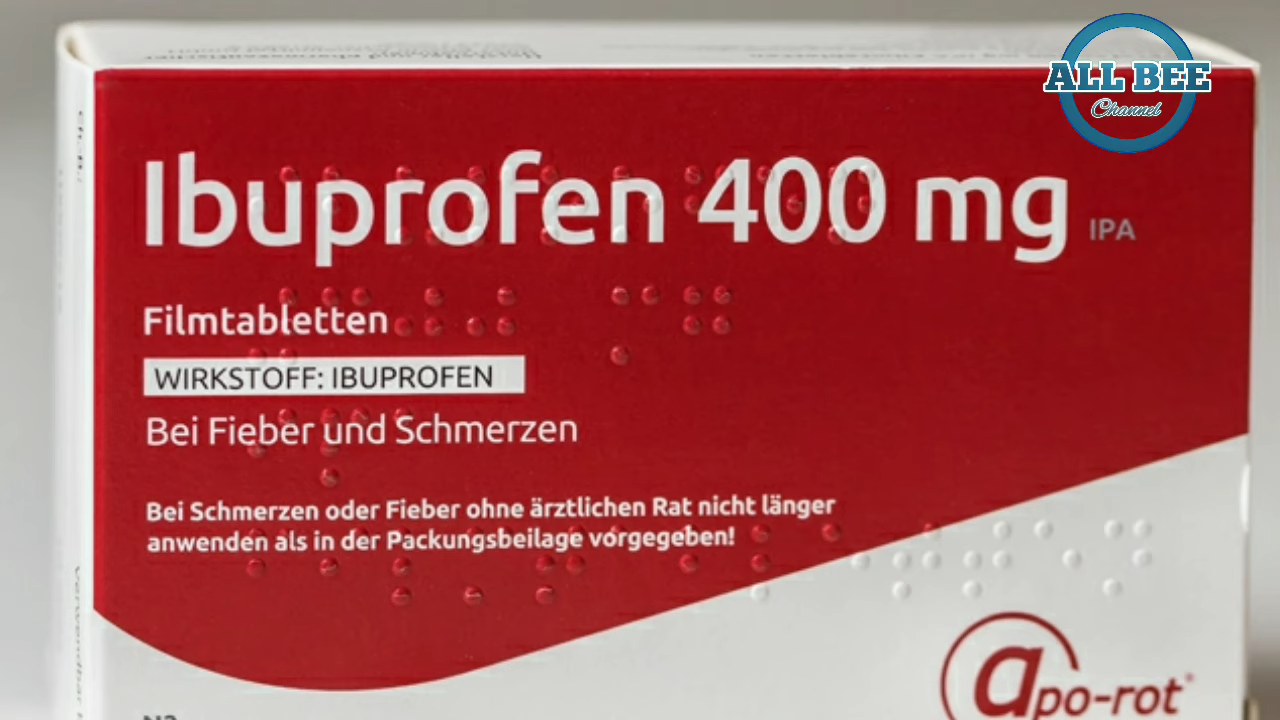 ALL BEE
Channel
Ibuprofen 400 mg IPA
Filmtabletten
WIRKSTOFF: IBUPROFEN
Bei Fieber und Schmerzen
Bei Schmerzen oder Fieber ohne ärztlichen Rat nicht länger
anwenden als in der Packungsbeilage vorgegeben!
apo-rot